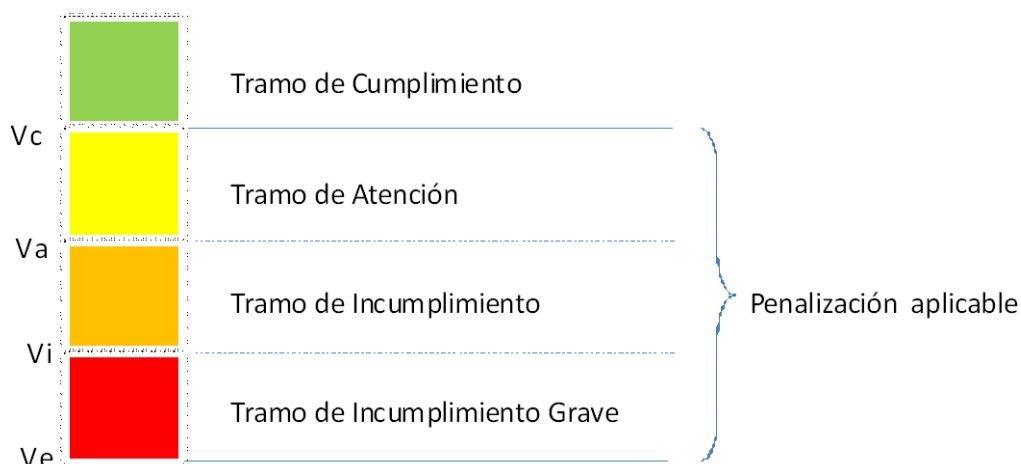 Tramo de Cumplimiento
Vc
Tramo de Atención
Va
Tramo de Incumplimiento
Penalización aplicable
Vi
Tramo de Incumplimiento Grave
Ve